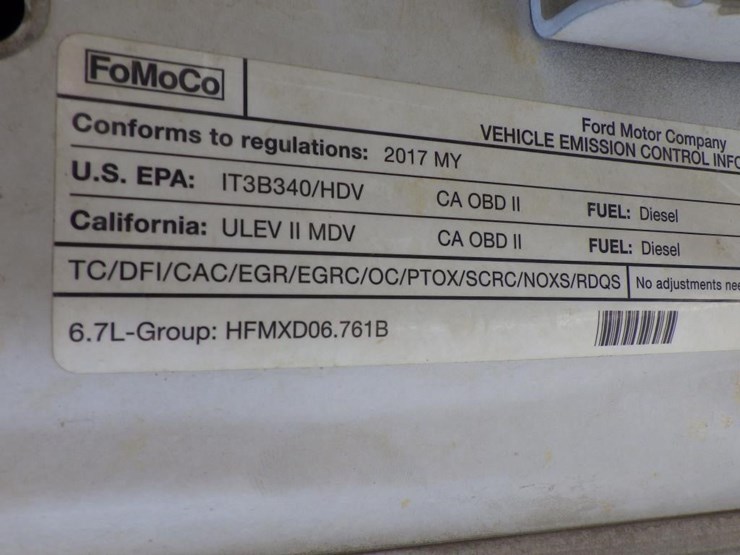 FoMoCo
Ford Motor Company
VEHICLE EMISSION CONTROL
Conforms to regulations: 2017 MY
U.S. EPA: IT3B340/HDV CA OBD II FUEL: Diesel
California: ULEV II MDV CA OBD II FUEL: Diesel
TC/DFI/CAC/EGR/EGRC/OC/PTOX/SCRC/NOXS/RDQS No adjustments
6.7L-Group: HFMXD06.761B